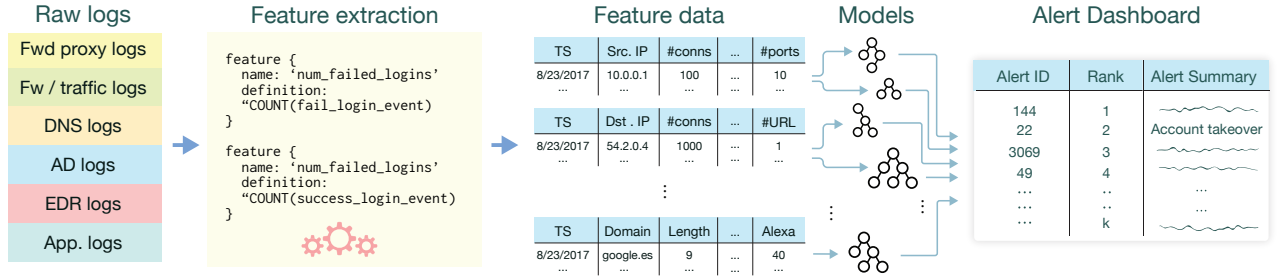 Raw logs
Fwd proxy logs
Fw / traffic logs
DNS logs
AD logs
EDR logs
App. logs
Feature extraction
feature {
name: ‘num_failed_logins’
definition:
“COUNT(fail_login_event)
}
feature {
name: ‘num_failed_logins’
definition:
“COUNT(success_login_event)
}
Feature data
TS Src. IP #conns ... #ports
8/23/2017 10.0.0.1 100 ... 10
... ... ... ...
TS Dst . IP #conns ... #URL
8/23/2017 54.2.0.4 1000 ... 1
... ... ... ...
...
TS Domain Length ... Alexa
8/23/2017 google.es 9 ... 40
... ... ... ...
Models
... ...
Alert Dashboard
Alert ID Rank Alert Summary
144 1
22 2 Account takeover
3069 3
49 4
... .. ...
... .. ...
... k